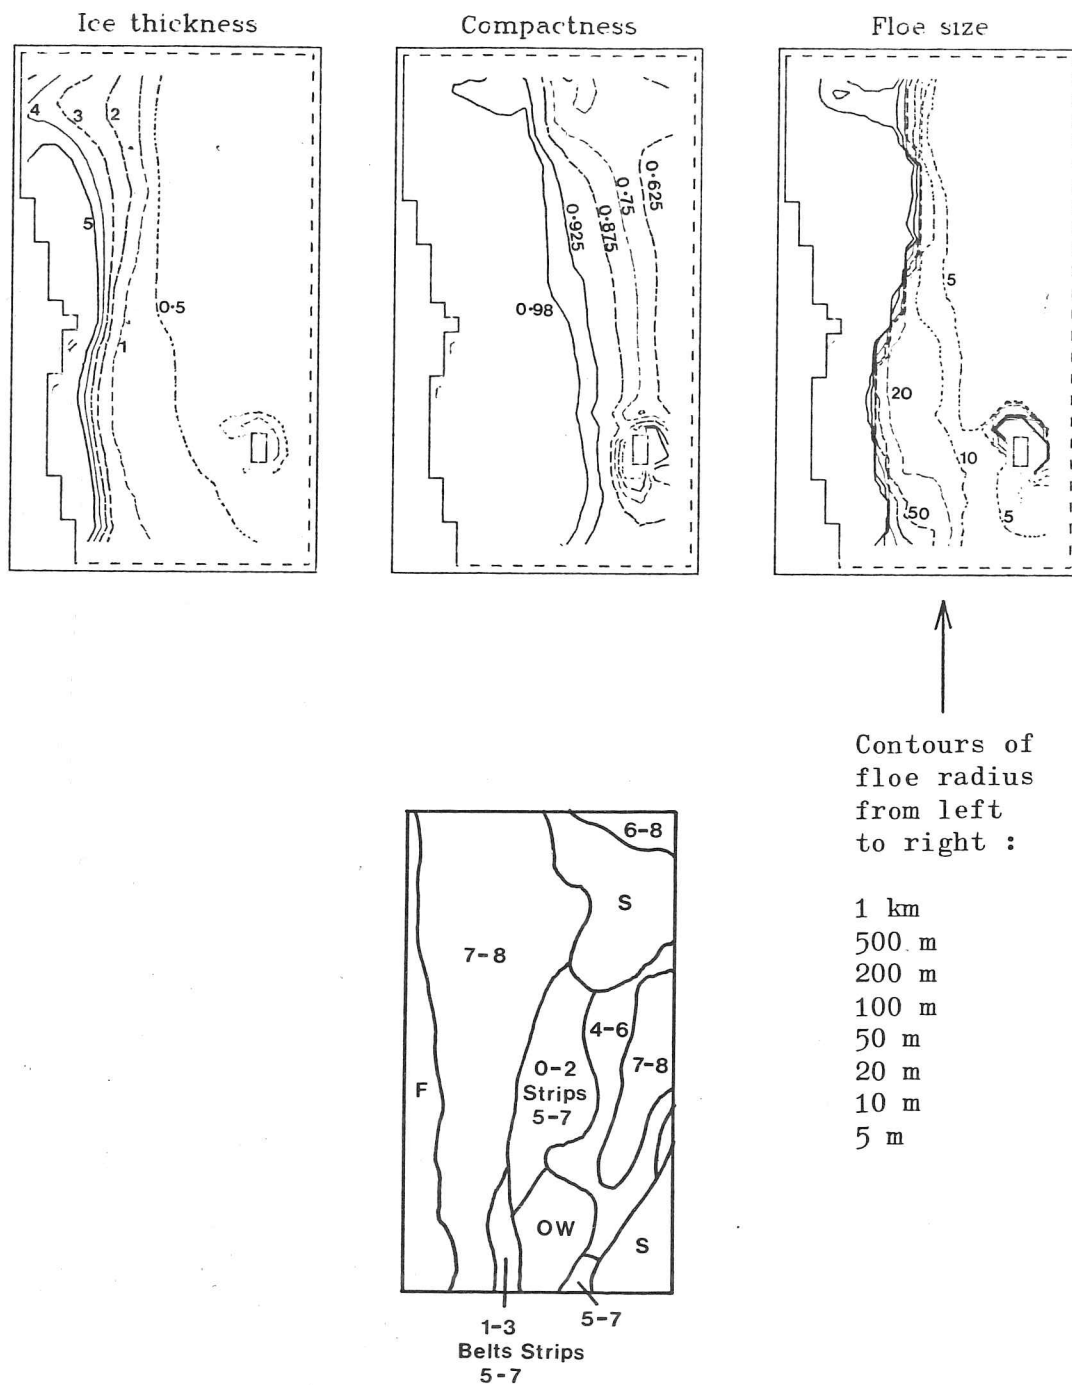 Ice thickness
Compactness
Floe size
4
3
2
5
0·5
1
0·625
0·75
0·875
0·925
0·98
5
20
10
50
5
Contours of
floe radius
from left
to right :
1 km
500 m
200 m
100 m
50 m
20 m
10 m
5 m
6-8
S
7-8
4-6
7-8
0-2
Strips
5-7
F
OW
S
5-7
1-3
Belts Strips
5-7